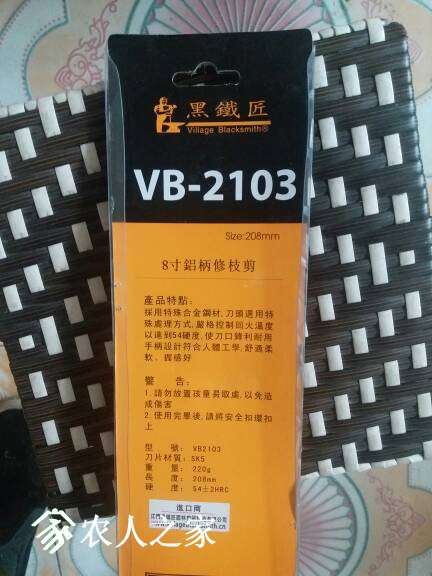 黑鐵匠
Village Blacksmith®
VB-2103
Size:208mm
8寸鋁柄修枝剪
產品特點:
採用特殊合金鋼材,刀頭選用特
殊處理方式,嚴格控制回火溫度
以達到54硬度,使刀口鋒利耐用
手柄設計符合人體工學,舒適柔
軟、握感好
警 告:
1.請勿放置孩童易取處,以免造
成傷害
2.使用完畢後,請將安全扣環扣
上
型 號: VB2103
刀片材質:SK5
重 量: 220g
長 度: 208mm
硬 度: 54±2HRC
進口商
农人之家